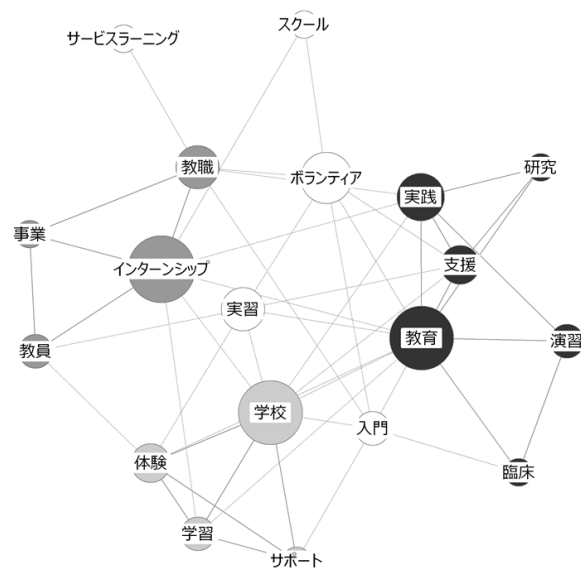 スクール
サービスラーニング
教職
ボランティア
研究
実践
事業
インターンシップ
支援
実習
教育
演習
教員
学校
入門
体験
臨床
学習
サポート